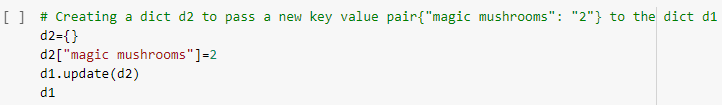 [ ] # Creating a dict d2 to pass a new key value pair{"magic mushrooms": "2"} to the dict d1
d2={}
d2["magic mushrooms"]=2
d1.update(d2)
d1